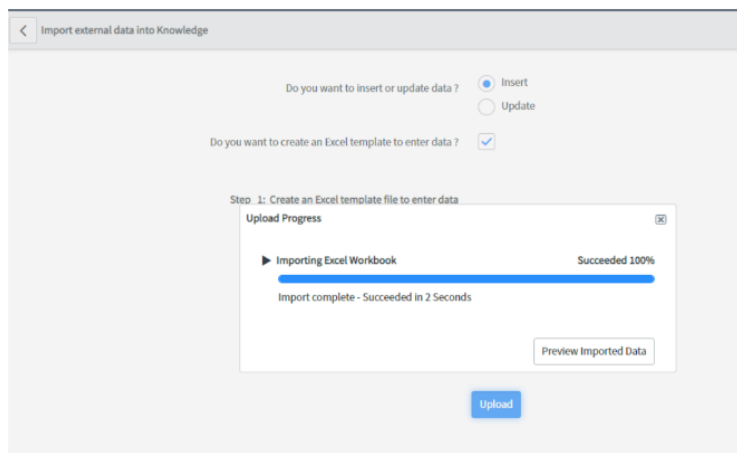 Import external data into Knowledge
Do you want to insert or update data ?
Insert
Update
Do you want to create an Excel template to enter data ?
Step 1: Create an Excel template file to enter data
Upload Progress
Importing Excel Workbook
Succeeded 100%
Import complete - Succeeded in 2 Seconds
Preview Imported Data
Upload